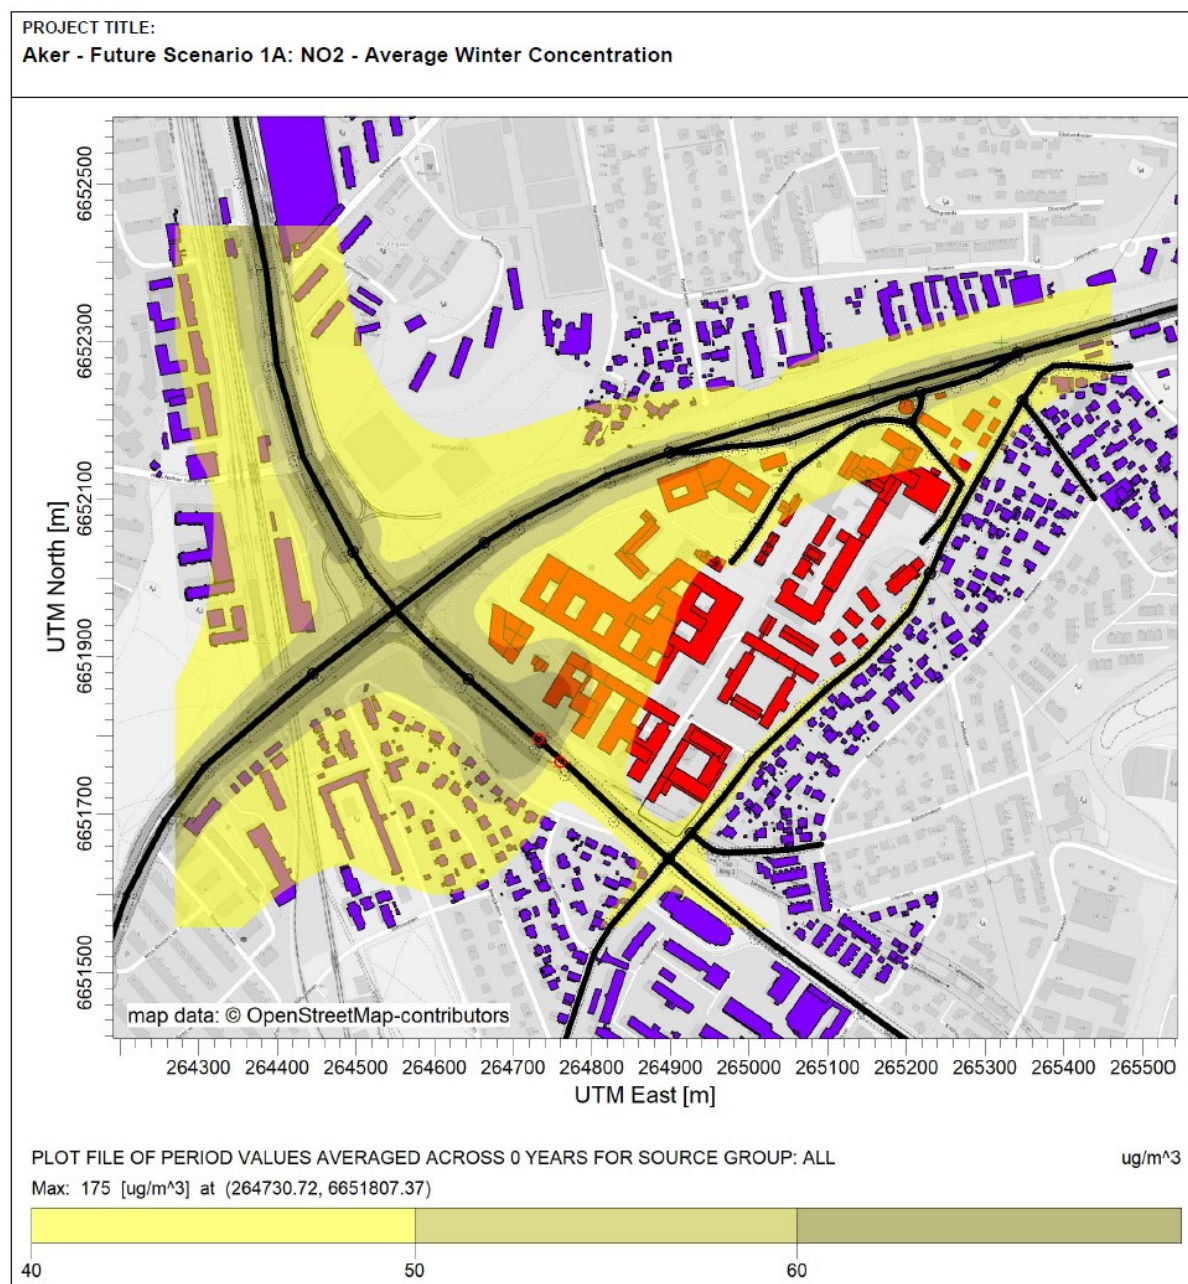 PROJECT TITLE:
Aker - Future Scenario 1A: NO2 - Average Winter Concentration
UTM North [m]
6652500
6652300
6652100
6651900
6651700
6651500
map data: © OpenStreetMap-contributors
264300 264400 264500 264600 264700 264800 264900 265000 265100 265200 265300 265400 265500
UTM East [m]
PLOT FILE OF PERIOD VALUES AVERAGED ACROSS 0 YEARS FOR SOURCE GROUP: ALL ug/m^3
Max: 175 [ug/m^3] at (264730.72, 6651807.37)
40 50 60